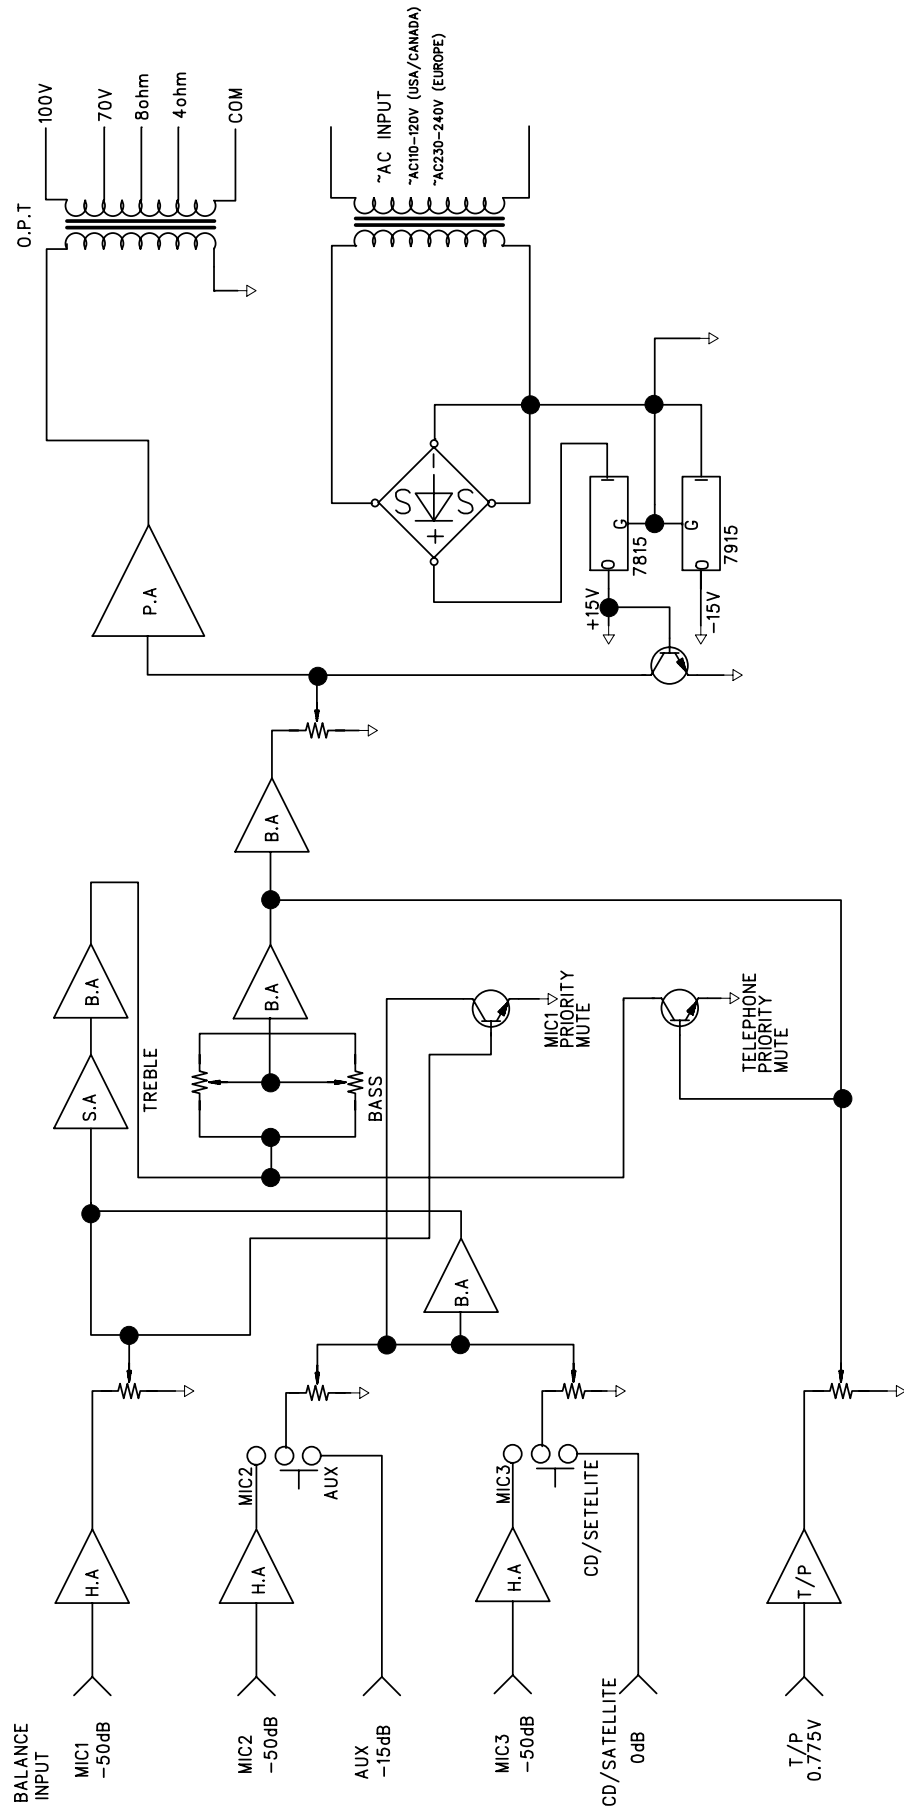 BALANCE
INPUT
MIC1
-50dB
MIC2
-50dB
AUX
-15dB
MIC3
-50dB
CD/SATELLITE
0dB
T/P
0.775V
H.A
H.A
H.A
T/P
MIC2
AUX
MIC3
CD/SETELITE
B.A
S.A
B.A
TREBLE
BASS
B.A
MIC1
PRIORITY
MUTE
TELEPHONE
PRIORITY
MUTE
B.A
P.A
+15V
-15V
O
G
I
7815
O
G
I
7915
+
-
S
S
O.P.T
100V
70V
8ohm
4ohm
COM
~AC INPUT
~AC110-120V (USA/CANADA)
~AC230-240V (EUROPE)